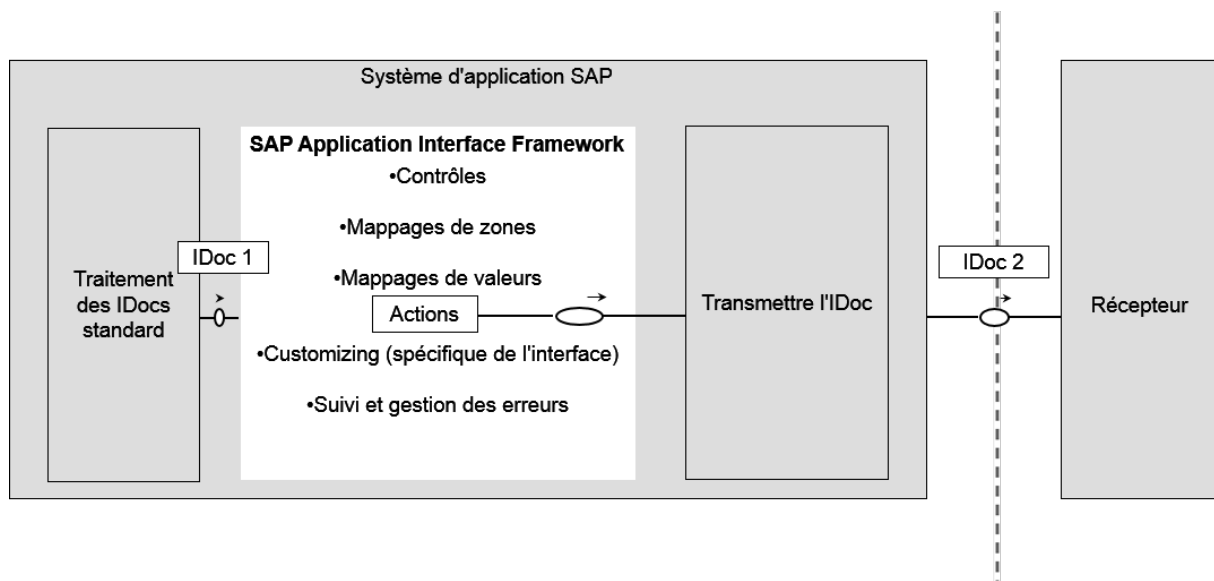 Système d'application SAP
SAP Application Interface Framework
•Contrôles
•Mappages de zones
IDoc 1
IDoc 2
Traitement
des IDocs
standard
•Mappages de valeurs
Actions
Transmettre l'IDoc
Récepteur
•Customizing (spécifique de l'interface)
•Suivi et gestion des erreurs